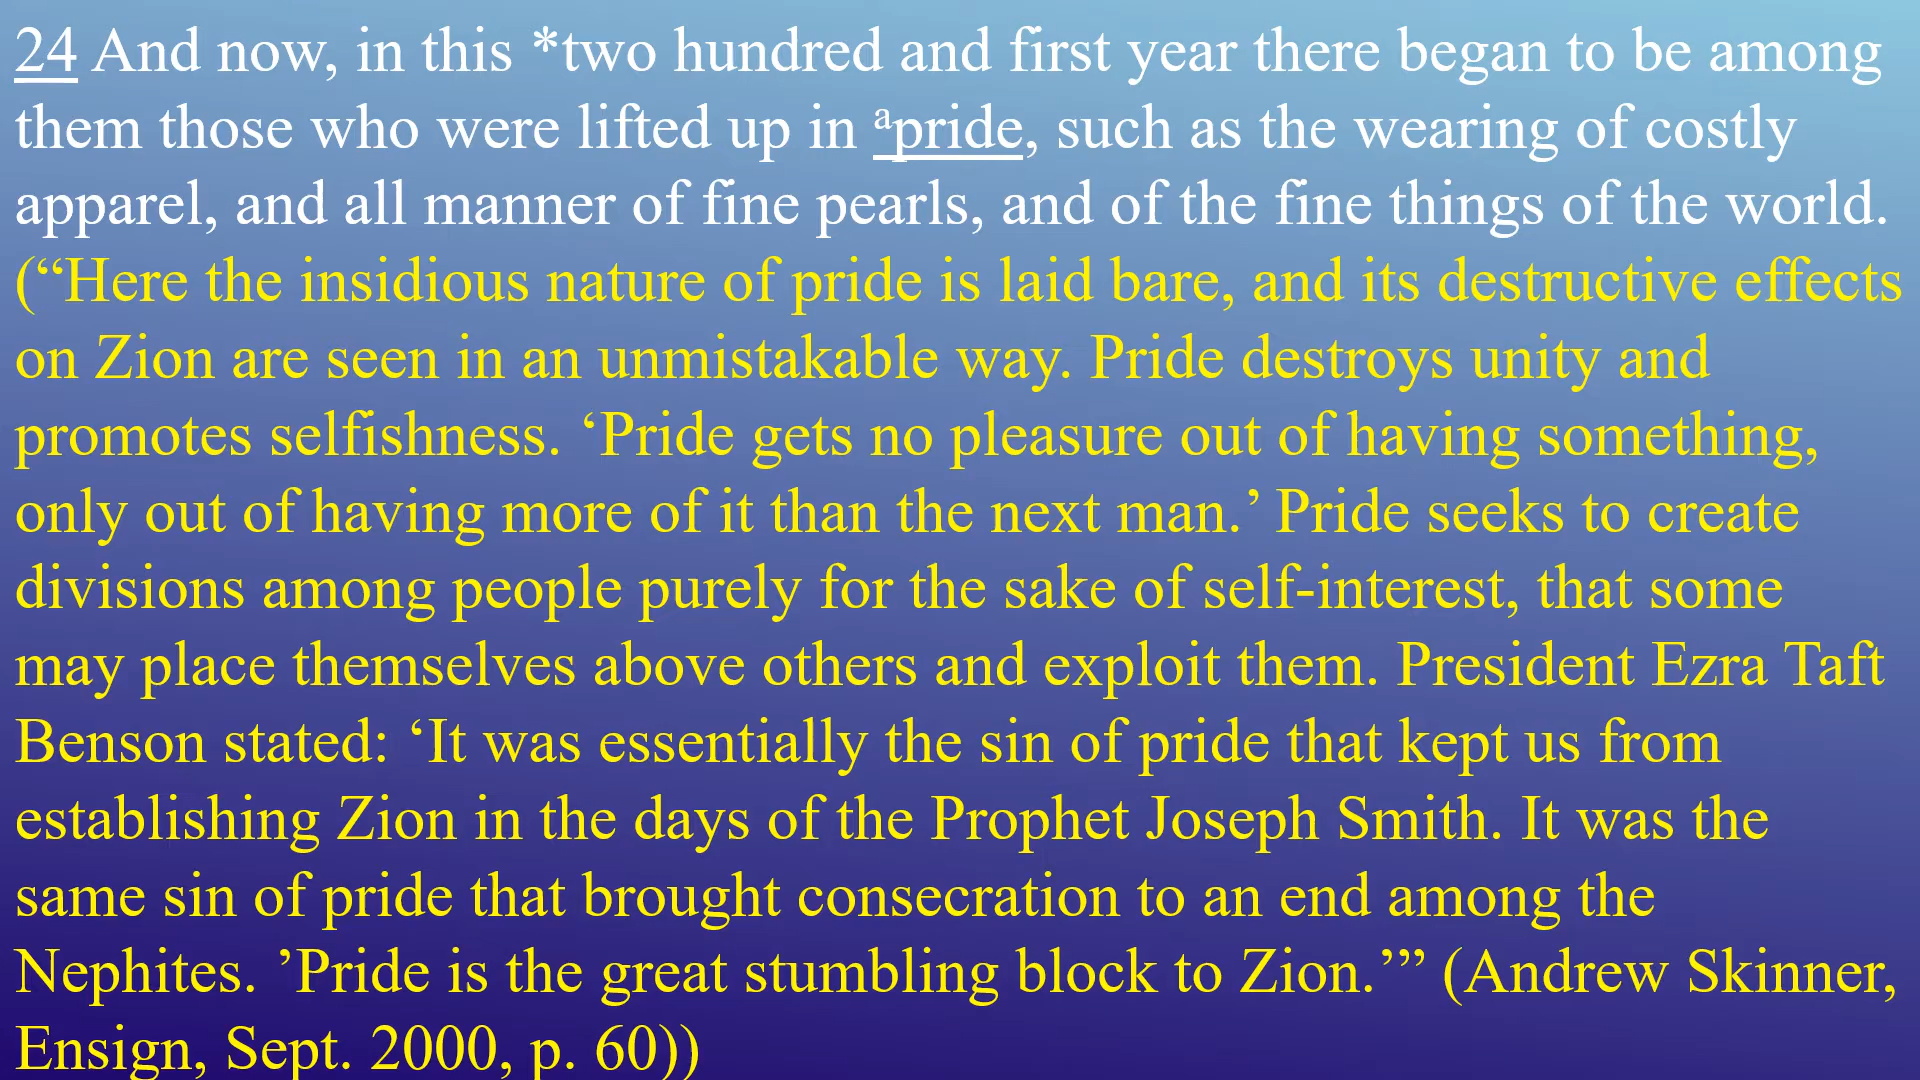 24 And now, in this *two hundred and first year there began to be among
them those who were lifted up in ᵃpride, such as the wearing of costly
apparel, and all manner of fine pearls, and of the fine things of the world.
(“Here the insidious nature of pride is laid bare, and its destructive effects
on Zion are seen in an unmistakable way. Pride destroys unity and
promotes selfishness. ‘Pride gets no pleasure out of having something,
only out of having more of it than the next man.’ Pride seeks to create
divisions among people purely for the sake of self-interest, that some
may place themselves above others and exploit them. President Ezra Taft
Benson stated: ‘It was essentially the sin of pride that kept us from
establishing Zion in the days of the Prophet Joseph Smith. It was the
same sin of pride that brought consecration to an end among the
Nephites. ’Pride is the great stumbling block to Zion.’” (Andrew Skinner,
Ensign, Sept. 2000, p. 60))